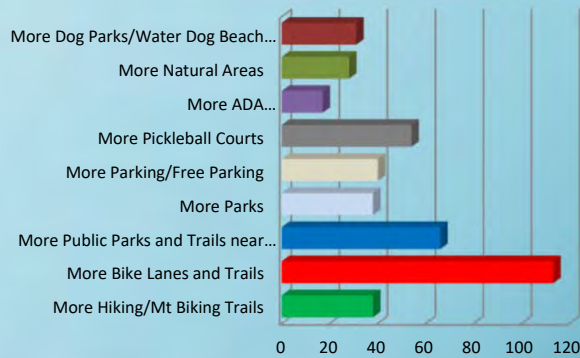 More Dog Parks/Water Dog Beach…
More Natural Areas
More ADA…
More Pickleball Courts
More Parking/Free Parking
More Parks
More Public Parks and Trails near…
More Bike Lanes and Trails
More Hiking/Mt Biking Trails
0 20 40 60 80 100 120